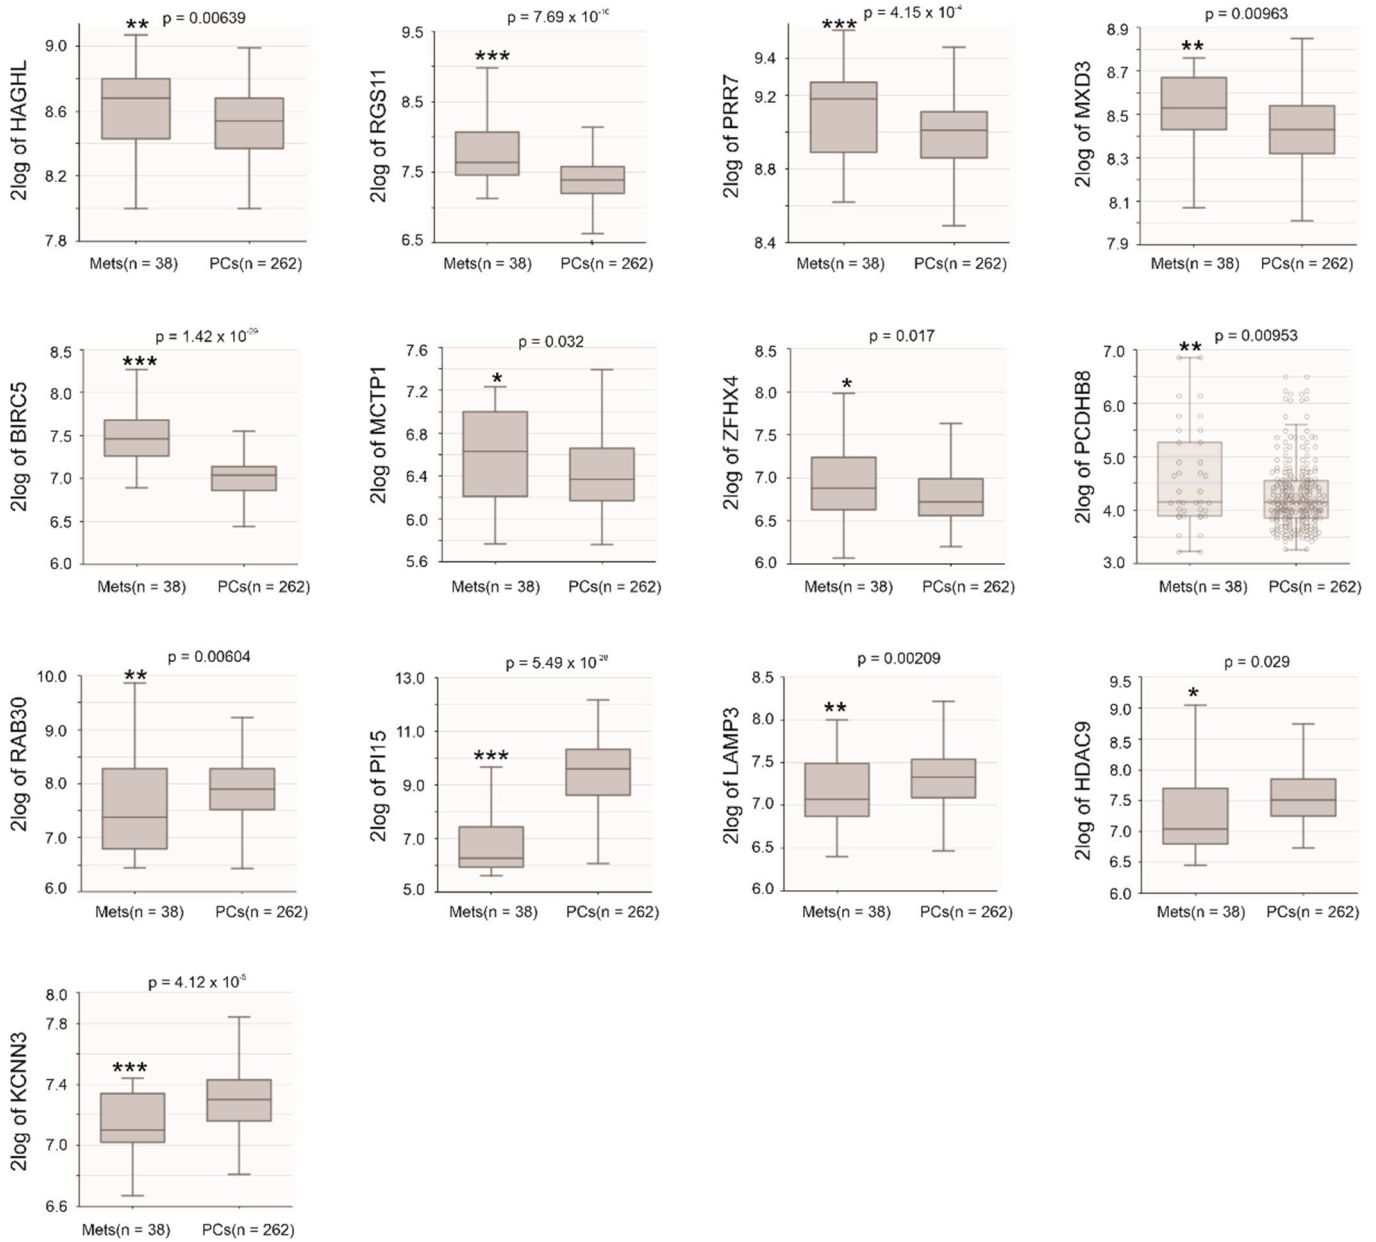 ** p = 0.00639
2log of HAGHL
9.0
8.6
8.2
7.8
Mets(n = 38) PCs(n = 262)
p = 7.69 x 10⁻¹⁰
***
2log of RGS11
9.5
8.5
7.5
6.5
Mets(n = 38) PCs(n = 262)
*** p = 4.15 x 10⁻⁴
2log of PRR7
9.4
9.2
8.8
8.4
Mets(n = 38) PCs(n = 262)
p = 0.00963
**
2log of MXD3
8.9
8.7
8.5
8.3
8.1
7.9
Mets(n = 38) PCs(n = 262)
p = 1.42 x 10⁻²⁹
***
2log of BIRC5
8.5
8.0
7.5
7.0
6.5
6.0
Mets(n = 38) PCs(n = 262)
p = 0.032
*
2log of MCTP1
7.6
7.2
6.8
6.4
6.0
5.6
Mets(n = 38) PCs(n = 262)
p = 0.017
*
2log of ZFHX4
8.5
8.0
7.5
7.0
6.5
6.0
Mets(n = 38) PCs(n = 262)
** p = 0.00953
2log of PCDHB8
7.0
6.0
5.0
4.0
3.0
Mets(n = 38) PCs(n = 262)
p = 0.00604
**
2log of RAB30
10.0
9.0
8.0
7.0
6.0
Mets(n = 38) PCs(n = 262)
p = 5.49 x 10⁻²⁸
***
2log of PI15
13.0
11.0
9.0
7.0
5.0
Mets(n = 38) PCs(n = 262)
p = 0.00209
**
2log of LAMP3
8.5
8.0
7.5
7.0
6.5
6.0
Mets(n = 38) PCs(n = 262)
p = 0.029
*
2log of HDAC9
9.5
9.0
8.5
8.0
7.5
7.0
6.5
6.0
Mets(n = 38) PCs(n = 262)
p = 4.12 x 10⁻⁵
***
2log of KCNN3
8.0
7.8
7.4
7.0
6.6
Mets(n = 38) PCs(n = 262)